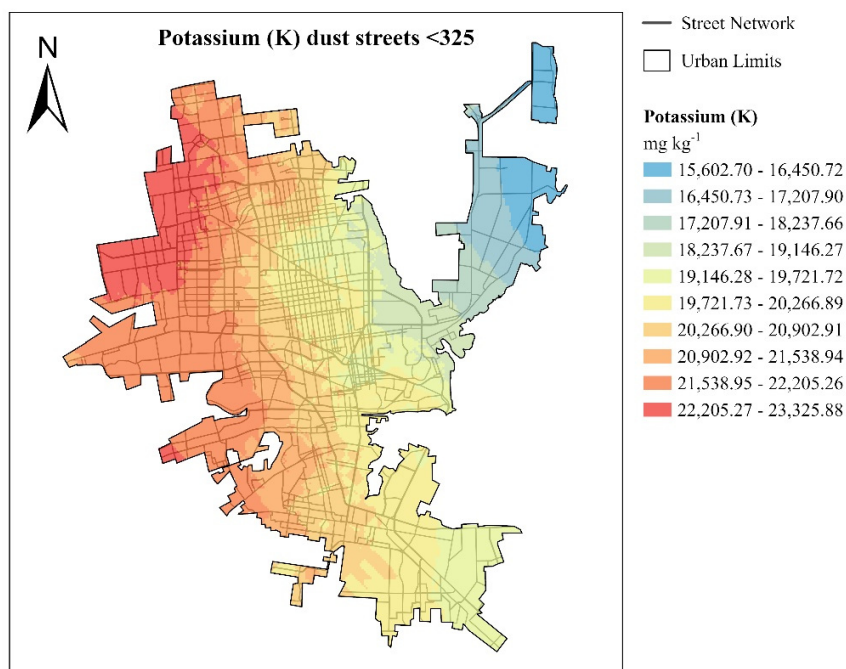 N
Potassium (K) dust streets <325
Street Network
Urban Limits
Potassium (K)
mg kg⁻¹
15,602.70 - 16,450.72
16,450.73 - 17,207.90
17,207.91 - 18,237.66
18,237.67 - 19,146.27
19,146.28 - 19,721.72
19,721.73 - 20,266.89
20,266.90 - 20,902.91
20,902.92 - 21,538.94
21,538.95 - 22,205.26
22,205.27 - 23,325.88